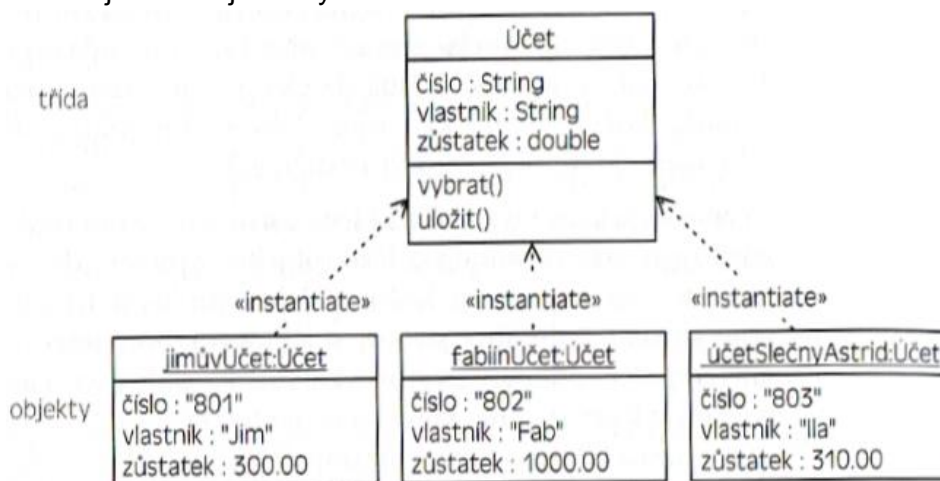 Účet
třída
číslo : String
vlastník : String
zůstatek : double
vybrat()
uložit()
«instantiate» «instantiate» «instantiate»
objekty
jimůvÚčet:Účet
číslo : "801"
vlastník : "Jim"
zůstatek : 300.00
fabiinÚčet:Účet
číslo : "802"
vlastník : "Fab"
zůstatek : 1000.00
účetSlečnyAstrid:Účet
číslo : "803"
vlastník : "Ila"
zůstatek : 310.00